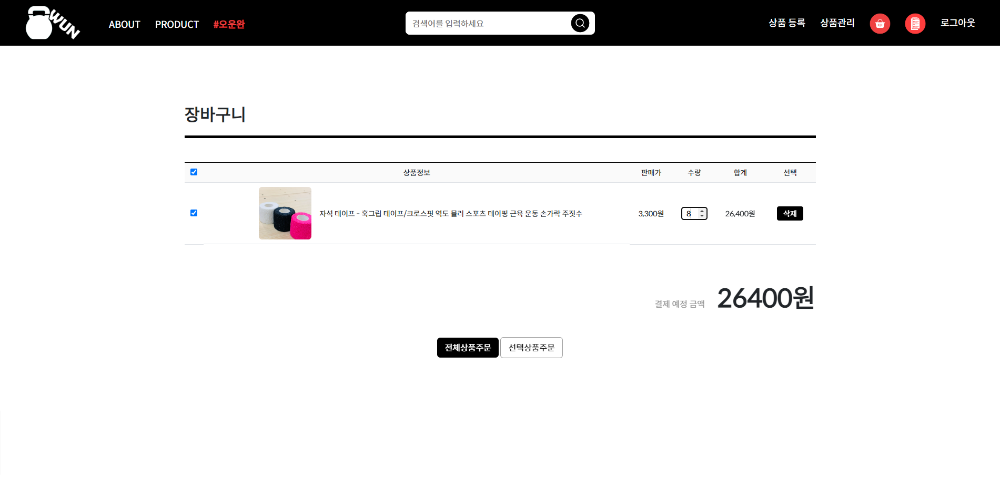 WUN
ABOUT PRODUCT #오운완 검색어를 입력하세요 상품 등록 상품관리 로그아웃
장바구니
상품정보 판매가 수량 합계 선택
자석 테이프 - 훅그립 테이프/크로스핏 역도 뮬러 스포츠 테이핑 근육 운동 손가락 주짓수 3,300원 8 26,400원 삭제
결제 예정 금액 26400원
전체상품주문 선택상품주문